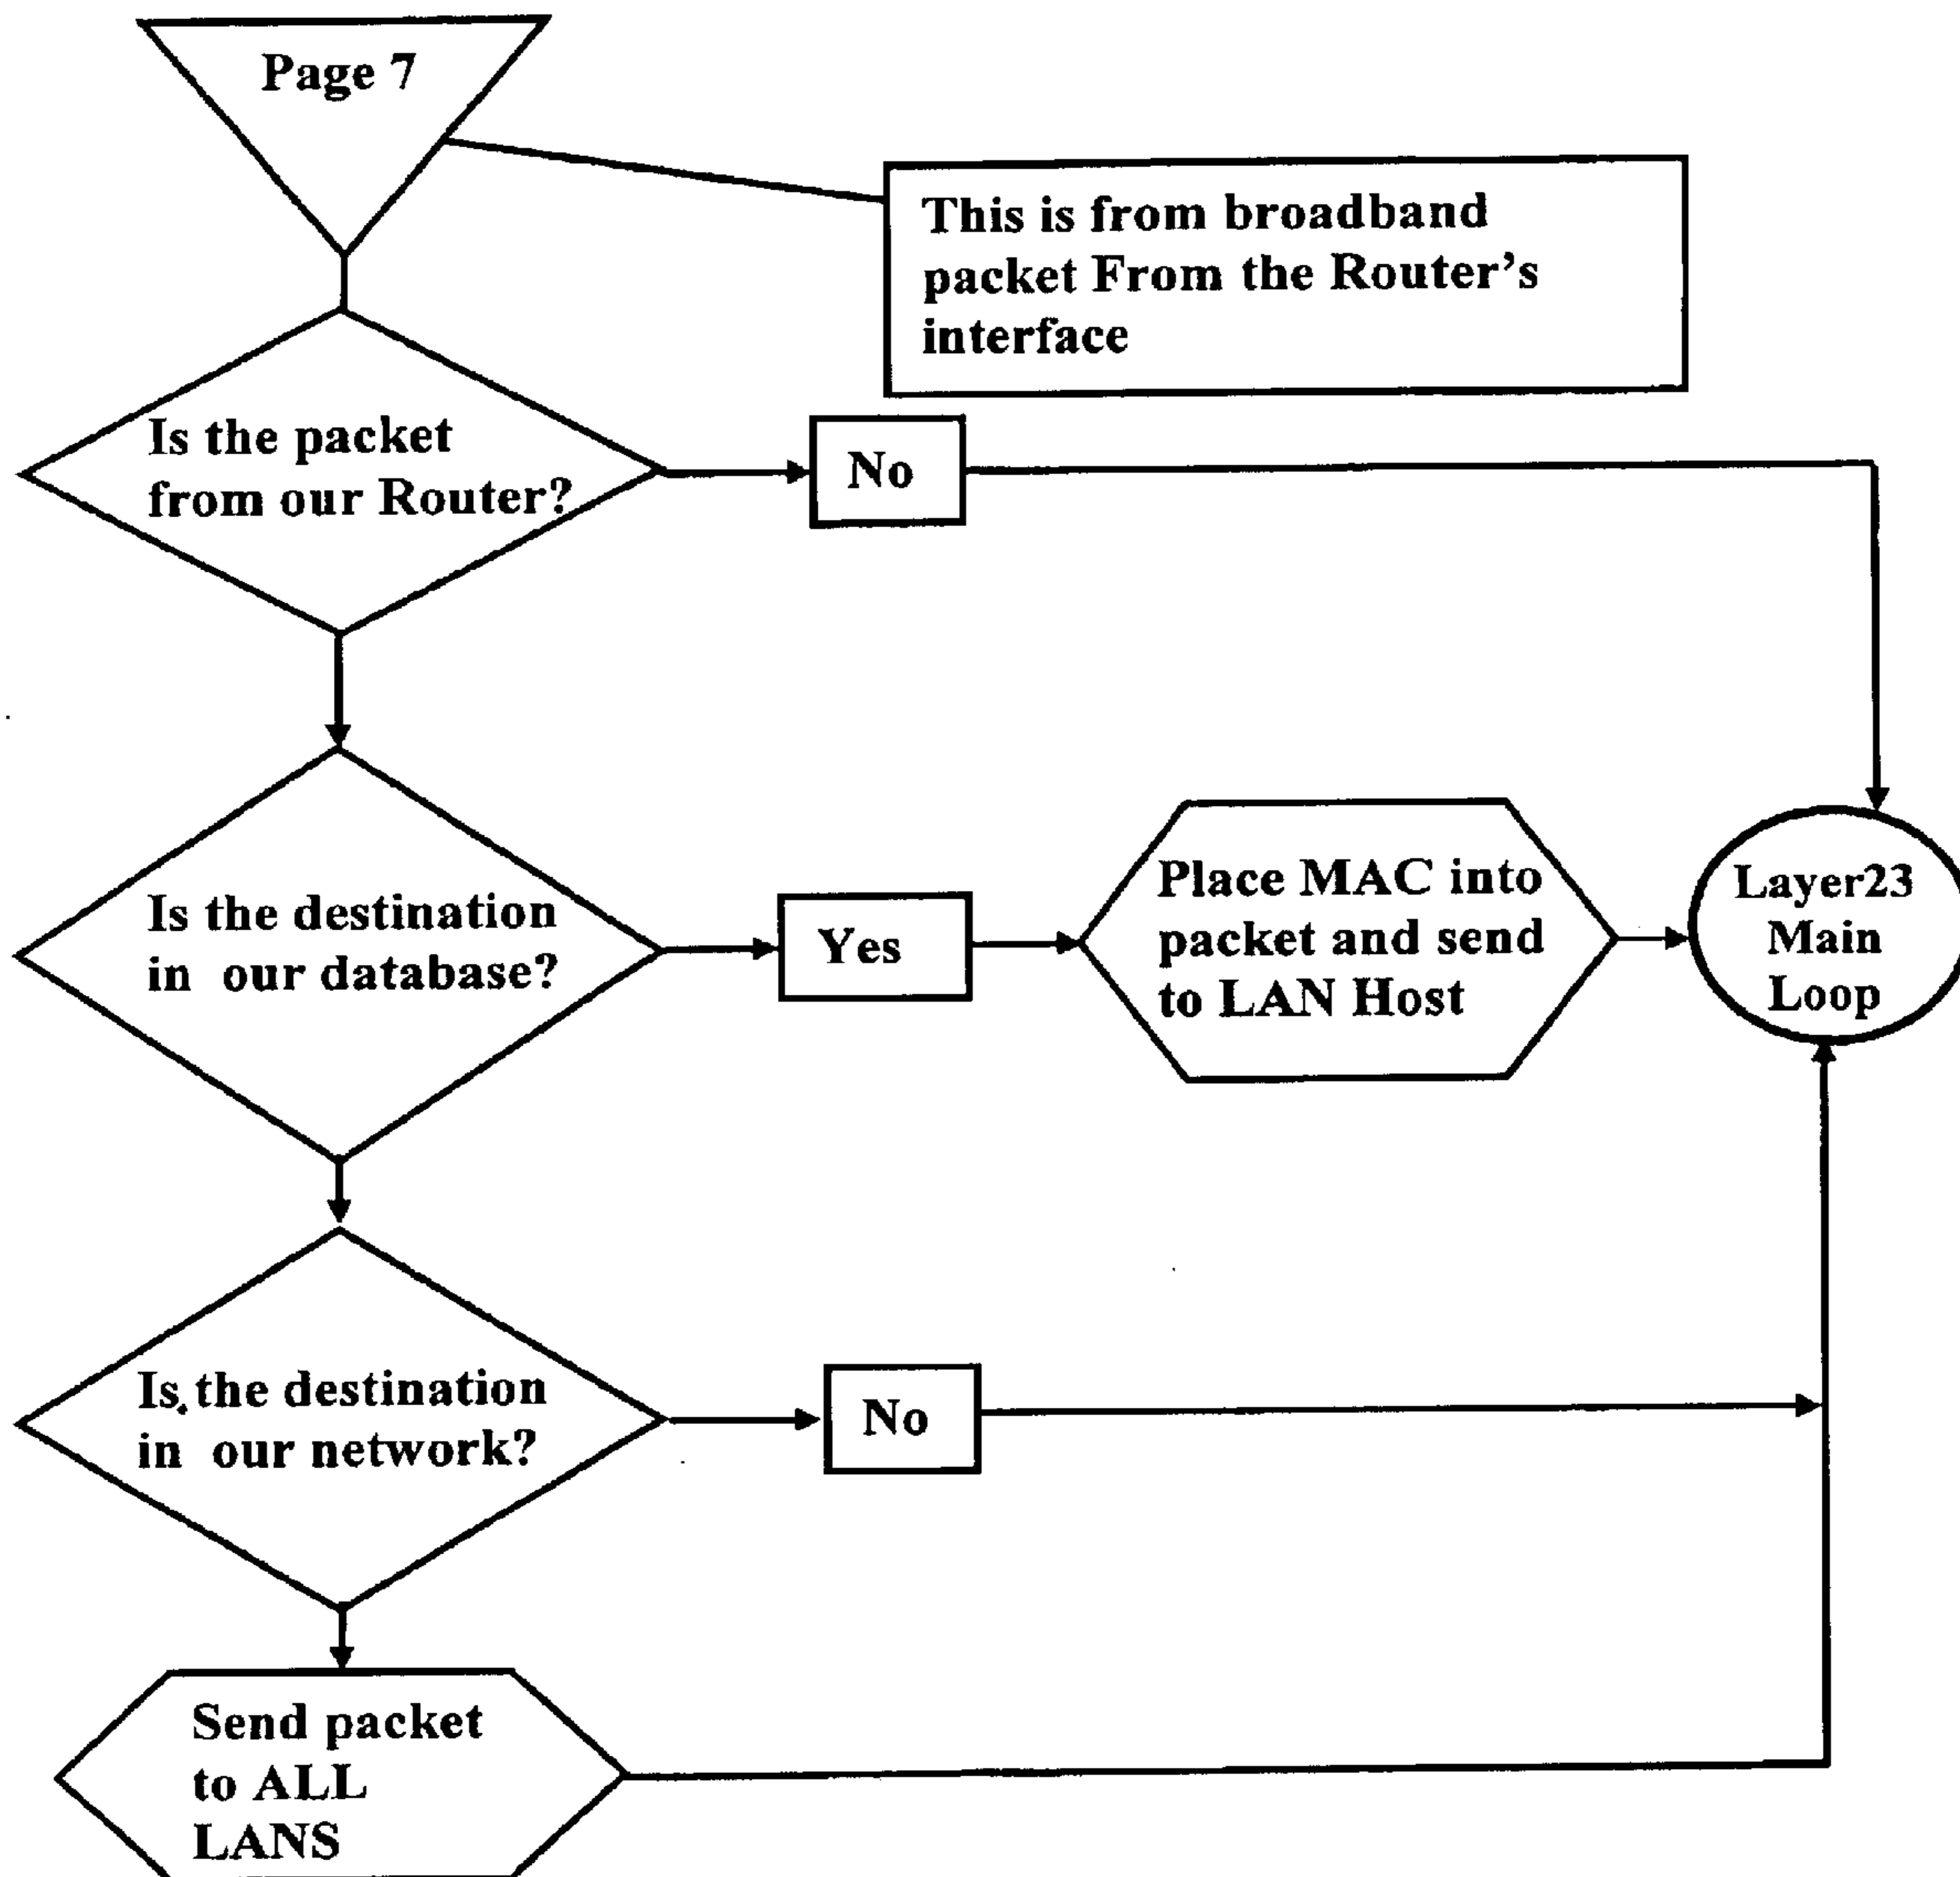 Page 7
This is from broadband
packet From the Router's
interface
Is the packet
from our Router?
No
Is the destination
in our database?
Yes
Place MAC into
packet and send
to LAN Host
Layer23
Main
Loop
Is the destination
in our network?
No
Send packet
to ALL
LANS